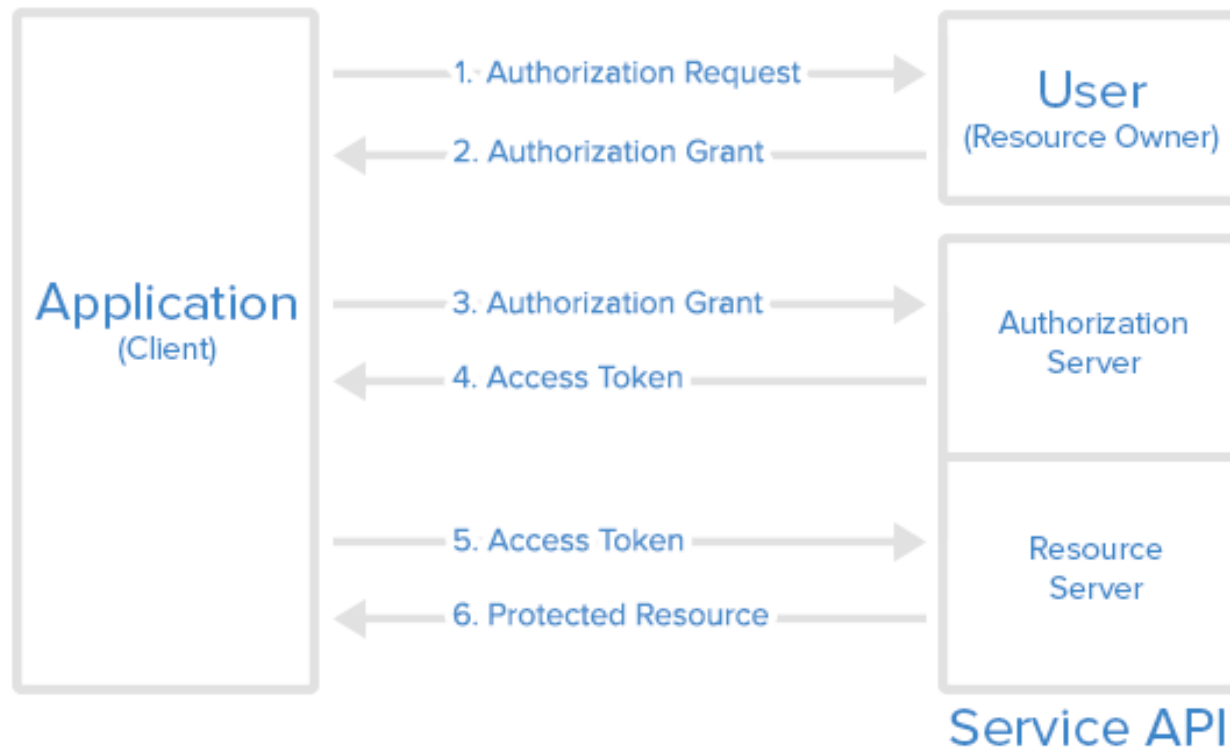 1. Authorization Request
User
(Resource Owner)
2. Authorization Grant
Application
(Client)
3. Authorization Grant
Authorization
Server
4. Access Token
5. Access Token
Resource
Server
6. Protected Resource
Service API